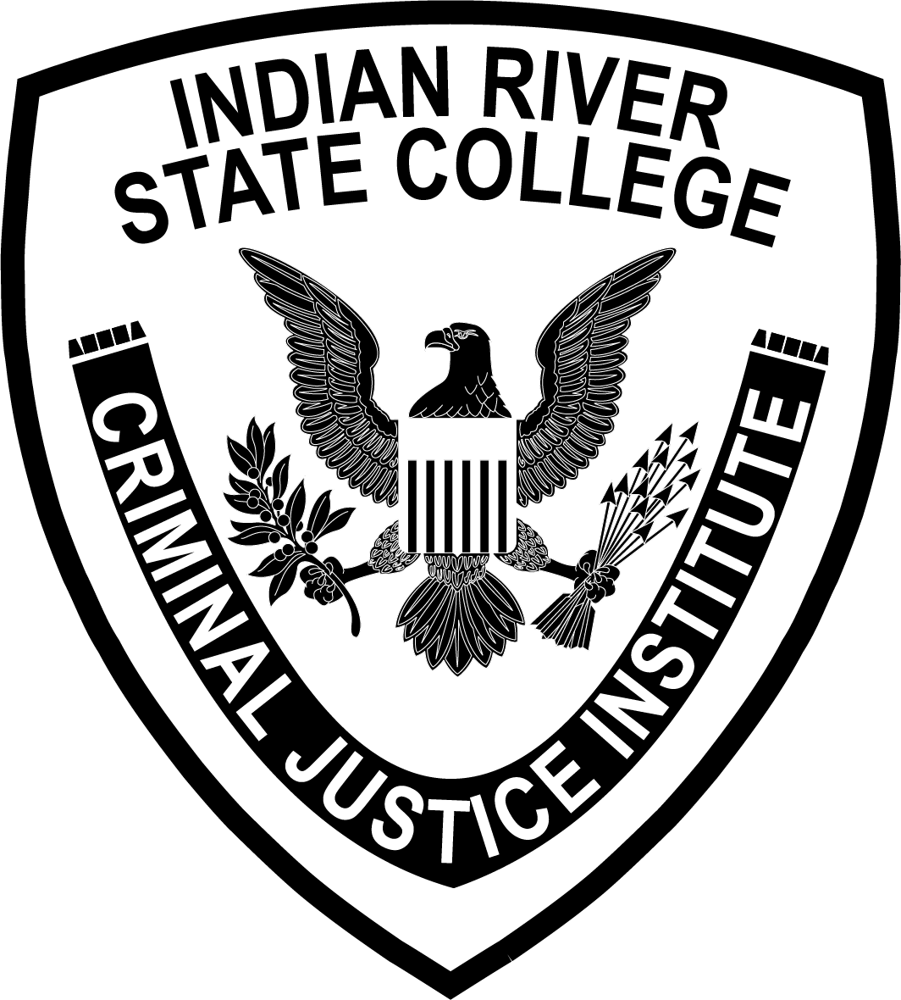 INDIAN RIVER
STATE COLLEGE
CRIMINAL JUSTICE INSTITUTE